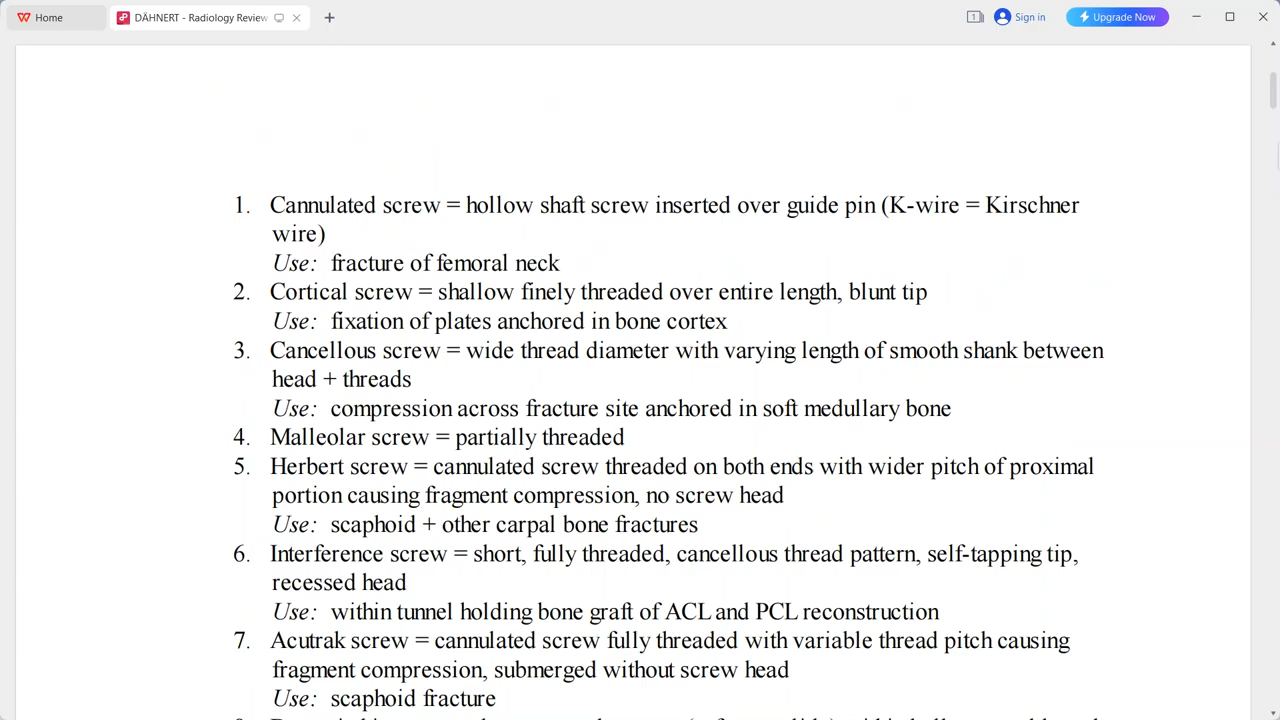 Home
DÄHNERT - Radiology Review
1
Sign in
Upgrade Now
1. Cannulated screw = hollow shaft screw inserted over guide pin (K-wire = Kirschner
wire)
Use: fracture of femoral neck
2. Cortical screw = shallow finely threaded over entire length, blunt tip
Use: fixation of plates anchored in bone cortex
3. Cancellous screw = wide thread diameter with varying length of smooth shank between
head + threads
Use: compression across fracture site anchored in soft medullary bone
4. Malleolar screw = partially threaded
5. Herbert screw = cannulated screw threaded on both ends with wider pitch of proximal
portion causing fragment compression, no screw head
Use: scaphoid + other carpal bone fractures
6. Interference screw = short, fully threaded, cancellous thread pattern, self-tapping tip,
recessed head
Use: within tunnel holding bone graft of ACL and PCL reconstruction
7. Acutrak screw = cannulated screw fully threaded with variable thread pitch causing
fragment compression, submerged without screw head
Use: scaphoid fracture